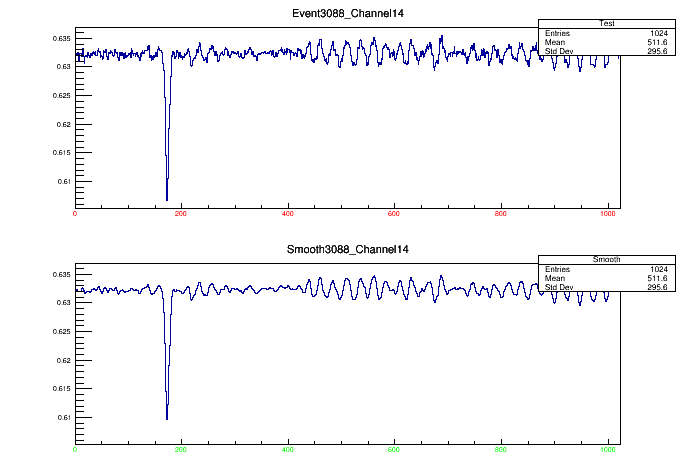 Event3088_Channel14
Test
Entries 1024
Mean 511.6
Std Dev 295.6
0.635
0.63
0.625
0.62
0.615
0.61
0 200 400 600 800 1000
Smooth3088_Channel14
Smooth
Entries 1024
Mean 511.6
Std Dev 295.6
0.635
0.63
0.625
0.62
0.615
0.61
0 200 400 600 800 1000